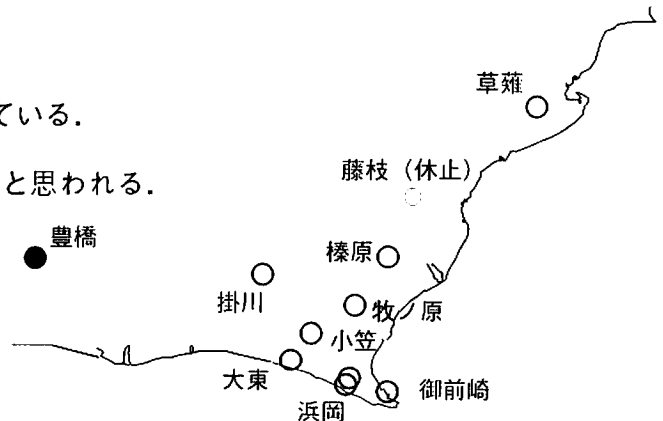 ている.
と思われる.
草薙
藤枝（休止）
豊橋
榛原
掛川
牧ノ原
小笠
大東
浜岡
御前崎